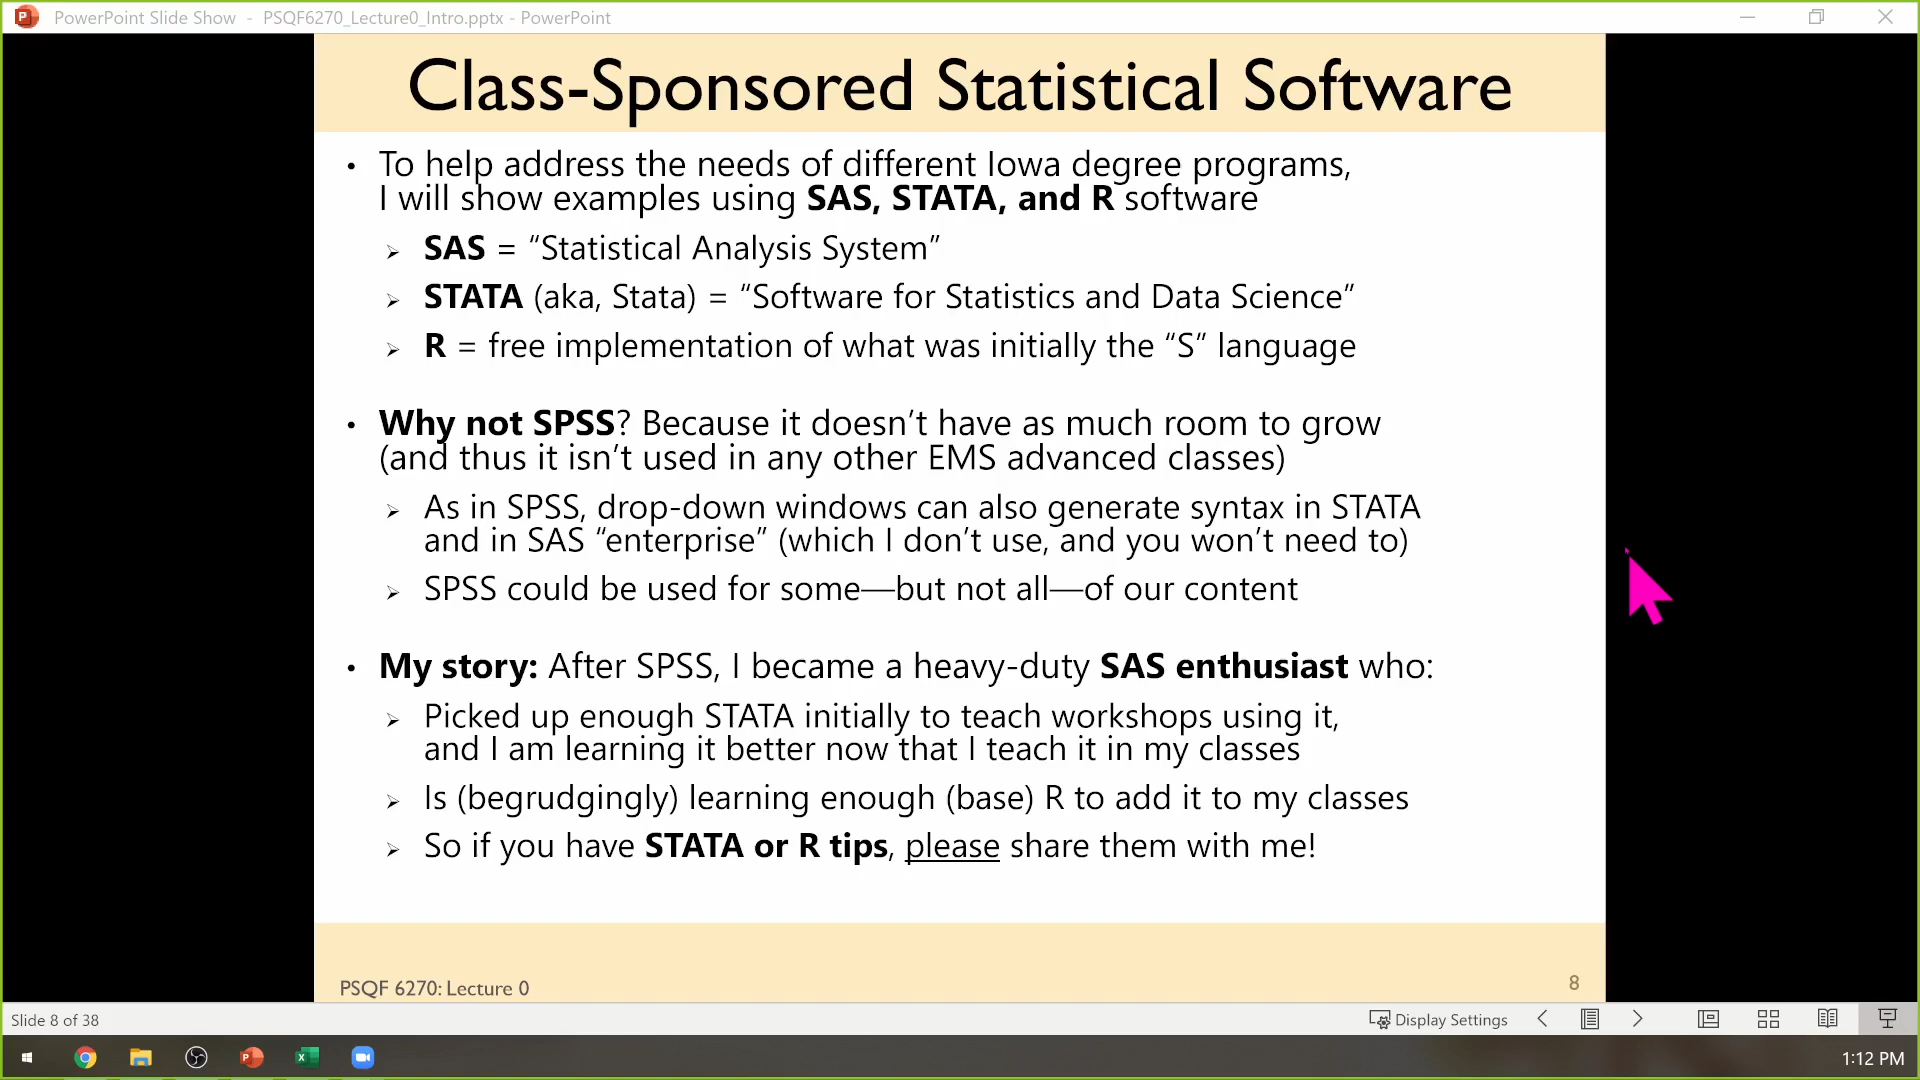 PowerPoint Slide Show - PSQF6270_Lecture0_Intro.pptx - PowerPoint
Class-Sponsored Statistical Software
• To help address the needs of different Iowa degree programs,
I will show examples using SAS, STATA, and R software
➢ SAS = “Statistical Analysis System”
➢ STATA (aka, Stata) = “Software for Statistics and Data Science”
➢ R = free implementation of what was initially the “S” language
• Why not SPSS? Because it doesn’t have as much room to grow
(and thus it isn’t used in any other EMS advanced classes)
➢ As in SPSS, drop-down windows can also generate syntax in STATA
and in SAS “enterprise” (which I don’t use, and you won’t need to)
➢ SPSS could be used for some—but not all—of our content
• My story: After SPSS, I became a heavy-duty SAS enthusiast who:
➢ Picked up enough STATA initially to teach workshops using it,
and I am learning it better now that I teach it in my classes
➢ Is (begrudgingly) learning enough (base) R to add it to my classes
➢ So if you have STATA or R tips, please share them with me!
PSQF 6270: Lecture 0
8
Slide 8 of 38
Display Settings
1:12 PM